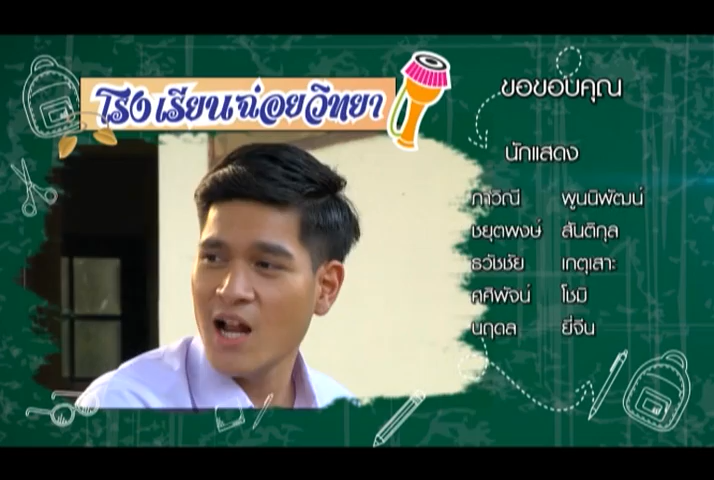 โรงเรียนฉ่อยวิทยา
ขอขอบคุณ
นักแสดง
ภาวิณี พูนนิพัฒน์
ชยุตพงษ์ สันติกุล
ธวัชชัย เกตุเสาะ
ศศิพัจน์ โชมิ
นฤดล ยี่จีน